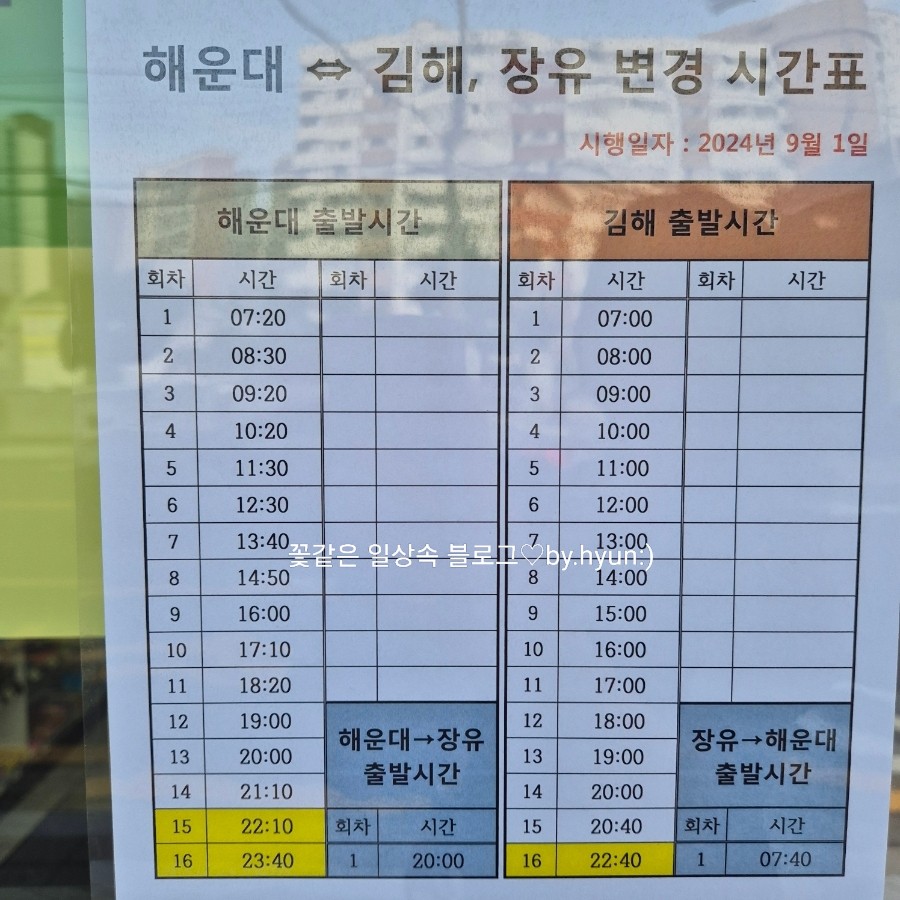 해운대 ⇔ 김해, 장유 변경 시간표
시행일자 : 2024년 9월 1일
해운대 출발시간 김해 출발시간
회차 시간 회차 시간 회차 시간 회차 시간
1 07:20 1 07:00
2 08:30 2 08:00
3 09:20 3 09:00
4 10:20 4 10:00
5 11:30 5 11:00
6 12:30 6 12:00
7 13:40 7 13:00
꽃같은 일상속 블로그♡by.hyun:)
8 14:50 8 14:00
9 16:00 9 15:00
10 17:10 10 16:00
11 18:20 11 17:00
12 19:00 12 18:00
해운대→장유 장유→해운대
13 20:00 13 19:00
출발시간 출발시간
14 21:10 14 20:00
15 22:10 회차 시간 15 20:40 회차 시간
16 23:40 1 20:00 16 22:40 1 07:40